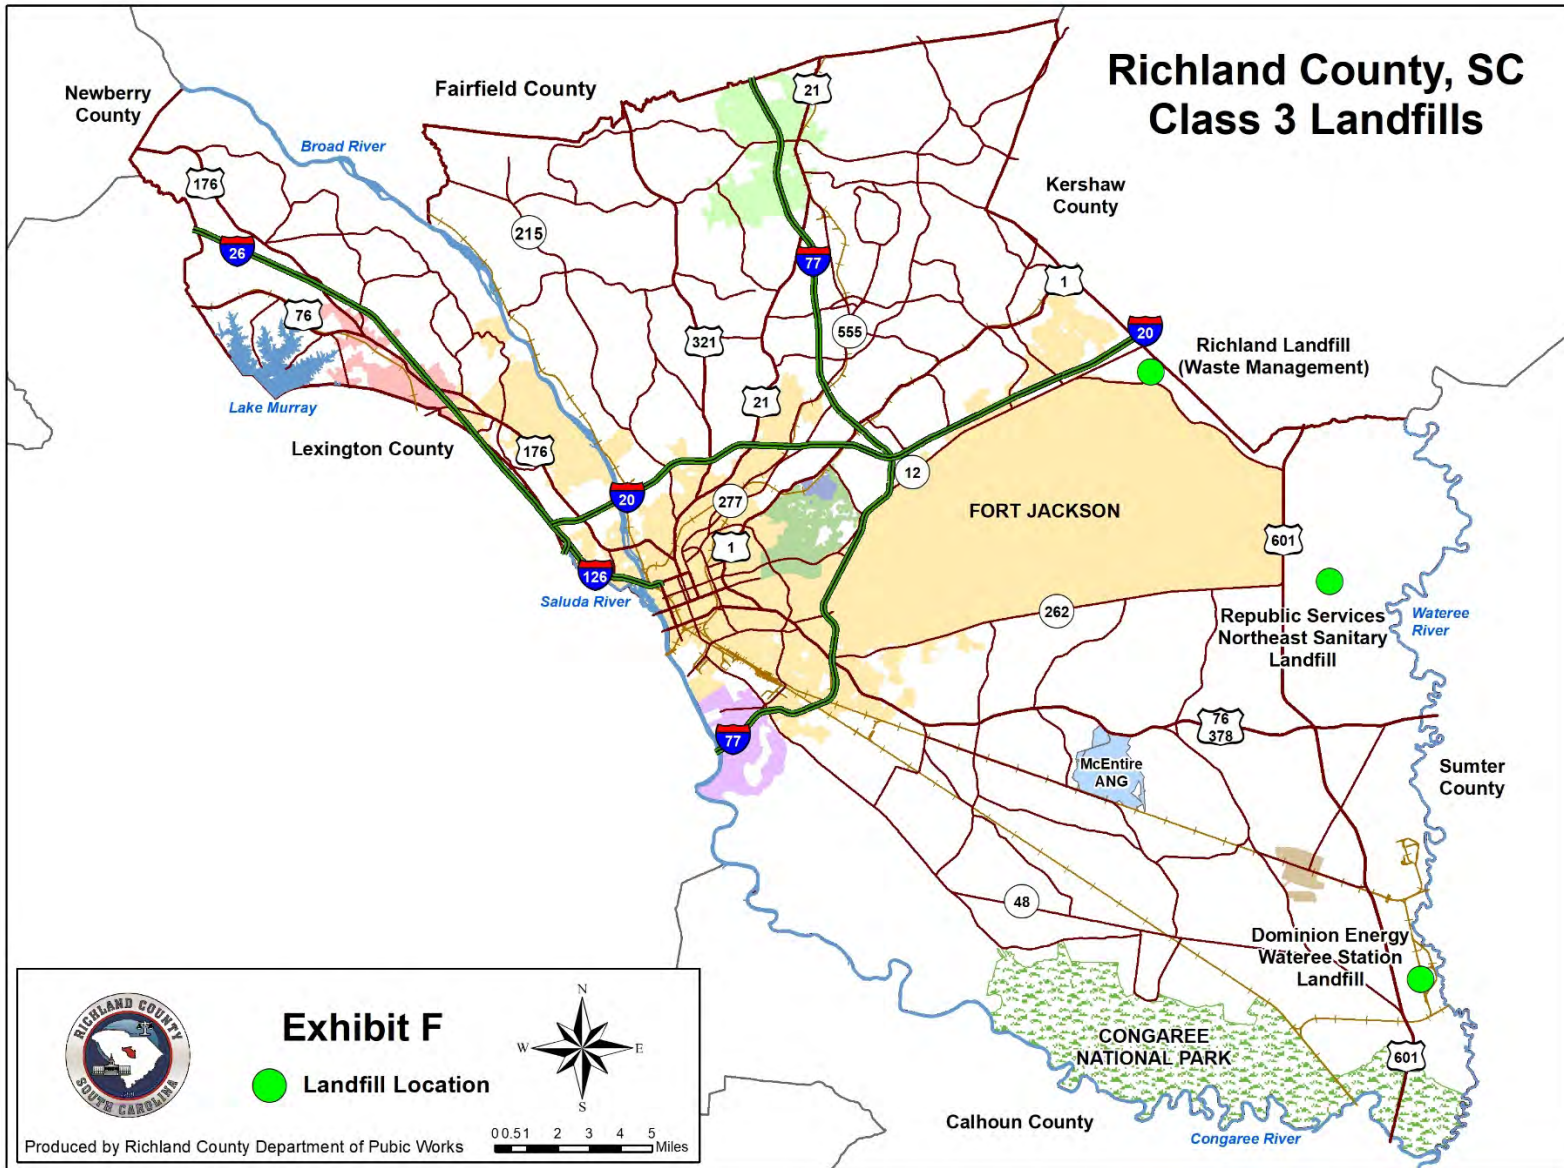 Richland County, SC
Class 3 Landfills
Newberry
County
Fairfield County
Broad River
21
176
Kershaw
County
215
26
77
1
76
321
555
20
Richland Landfill
(Waste Management)
Lake Murray
21
Lexington County
176
12
20
277
FORT JACKSON
1
601
126
Saluda River
262
Republic Services
Northeast Sanitary
Landfill
Wateree
River
76
378
77
McEntire
ANG
Sumter
County
48
Dominion Energy
Wateree Station
Landfill
CONGAREE
NATIONAL PARK
601
Calhoun County
Congaree River
RICHLAND COUNTY
SOUTH CAROLINA
Exhibit F
Landfill Location
N
W
E
S
Produced by Richland County Department of Pubic Works
0 0.5 1 2 3 4 5
Miles